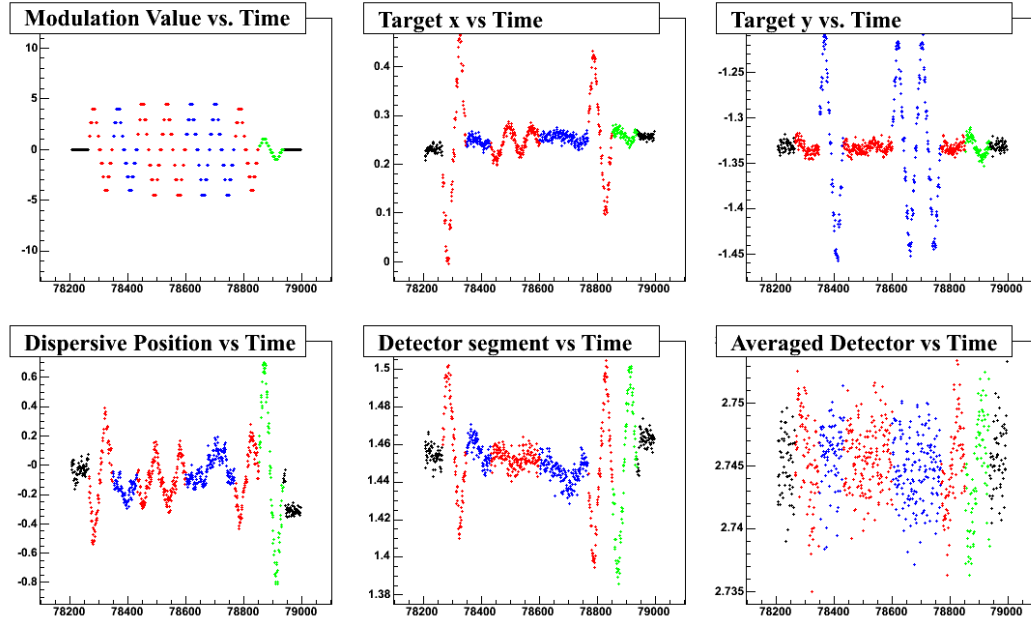 Modulation Value vs. Time
10
5
0
-5
-10
78200 78400 78600 78800 79000
Target x vs Time
0.4
0.3
0.2
0.1
0
78200 78400 78600 78800 79000
Target y vs. Time
-1.25
-1.3
-1.35
-1.4
-1.45
78200 78400 78600 78800 79000
Dispersive Position vs Time
0.6
0.4
0.2
-0
-0.2
-0.4
-0.6
-0.8
78200 78400 78600 78800 79000
Detector segment vs Time
1.5
1.48
1.46
1.44
1.42
1.4
1.38
78200 78400 78600 78800 79000
Averaged Detector vs Time
2.75
2.745
2.74
2.735
78200 78400 78600 78800 79000